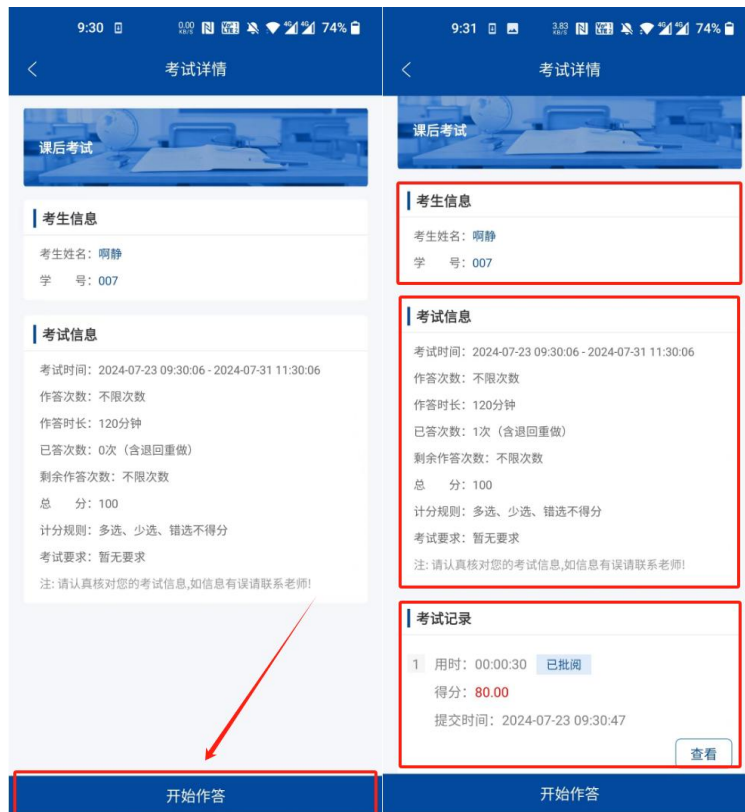 9:30 0.00 KB/S 4G 4G 74%
考试详情
课后考试
考生信息
考生姓名：啊静
学 号：007
考试信息
考试时间：2024-07-23 09:30:06 - 2024-07-31 11:30:06
作答次数：不限次数
作答时长：120分钟
已答次数：0次（含退回重做）
剩余作答次数：不限次数
总 分：100
计分规则：多选、少选、错选不得分
考试要求：暂无要求
注: 请认真核对您的考试信息,如信息有误请联系老师!
开始作答
9:31 3.83 KB/S 4G 4G 74%
考试详情
课后考试
考生信息
考生姓名：啊静
学 号：007
考试信息
考试时间：2024-07-23 09:30:06 - 2024-07-31 11:30:06
作答次数：不限次数
作答时长：120分钟
已答次数：1次（含退回重做）
剩余作答次数：不限次数
总 分：100
计分规则：多选、少选、错选不得分
考试要求：暂无要求
注: 请认真核对您的考试信息,如信息有误请联系老师!
考试记录
1 用时：00:00:30 已批阅
得分：80.00
提交时间：2024-07-23 09:30:47
查看
开始作答